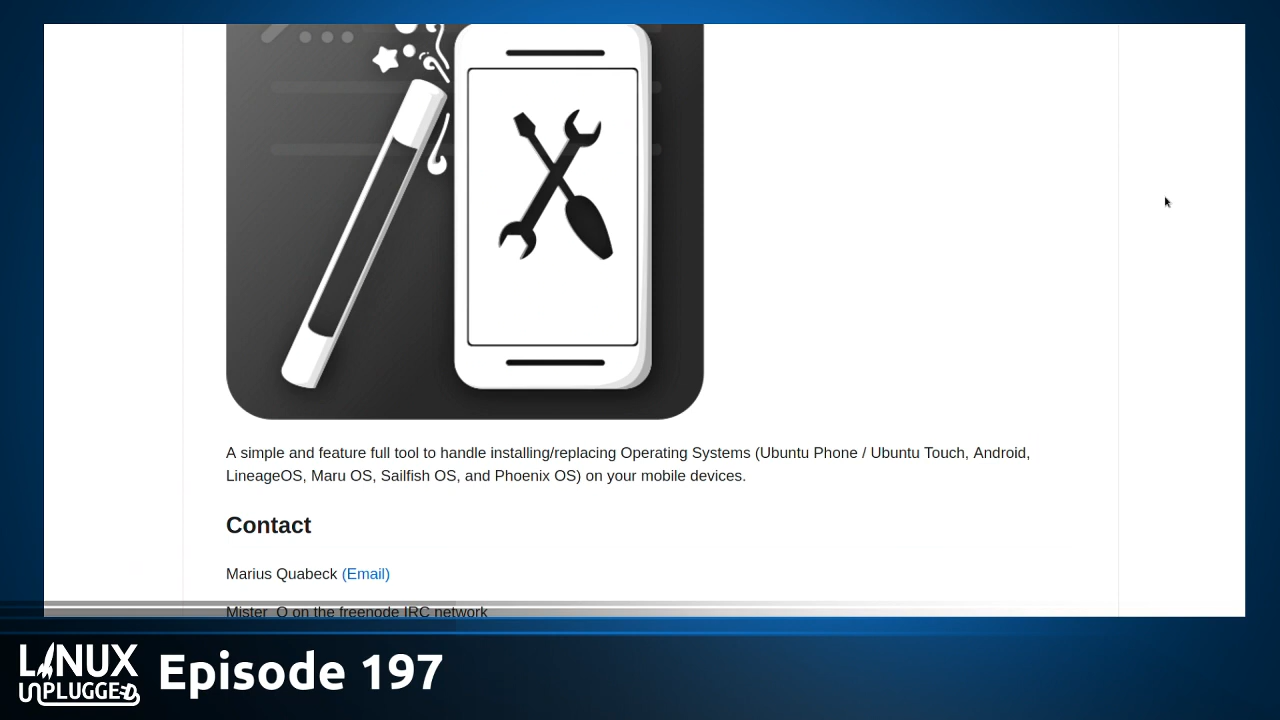 A simple and feature full tool to handle installing/replacing Operating Systems (Ubuntu Phone / Ubuntu Touch, Android,
LineageOS, Maru OS, Sailfish OS, and Phoenix OS) on your mobile devices.
Contact
Marius Quabeck (Email)
Mister_Q on the freenode IRC network
LINUX
UNPLUGGED
Episode 197